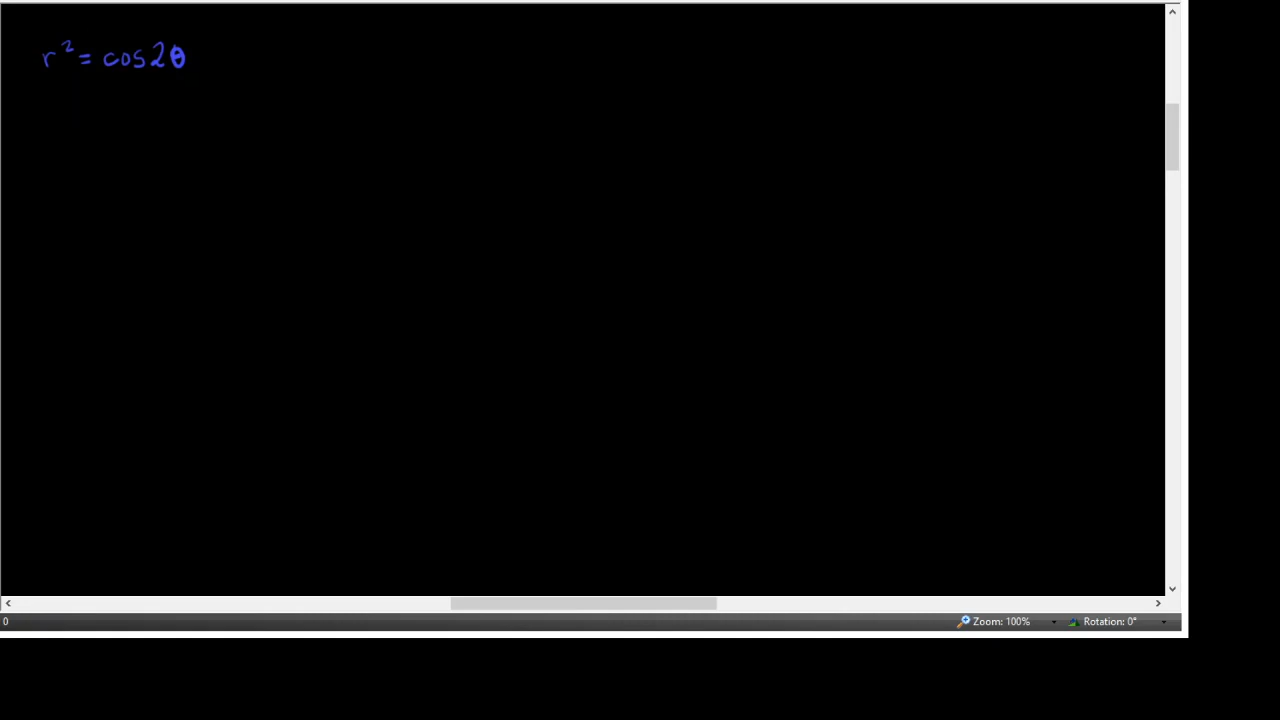 r² = cos2θ
0
Zoom: 100%
Rotation: 0°